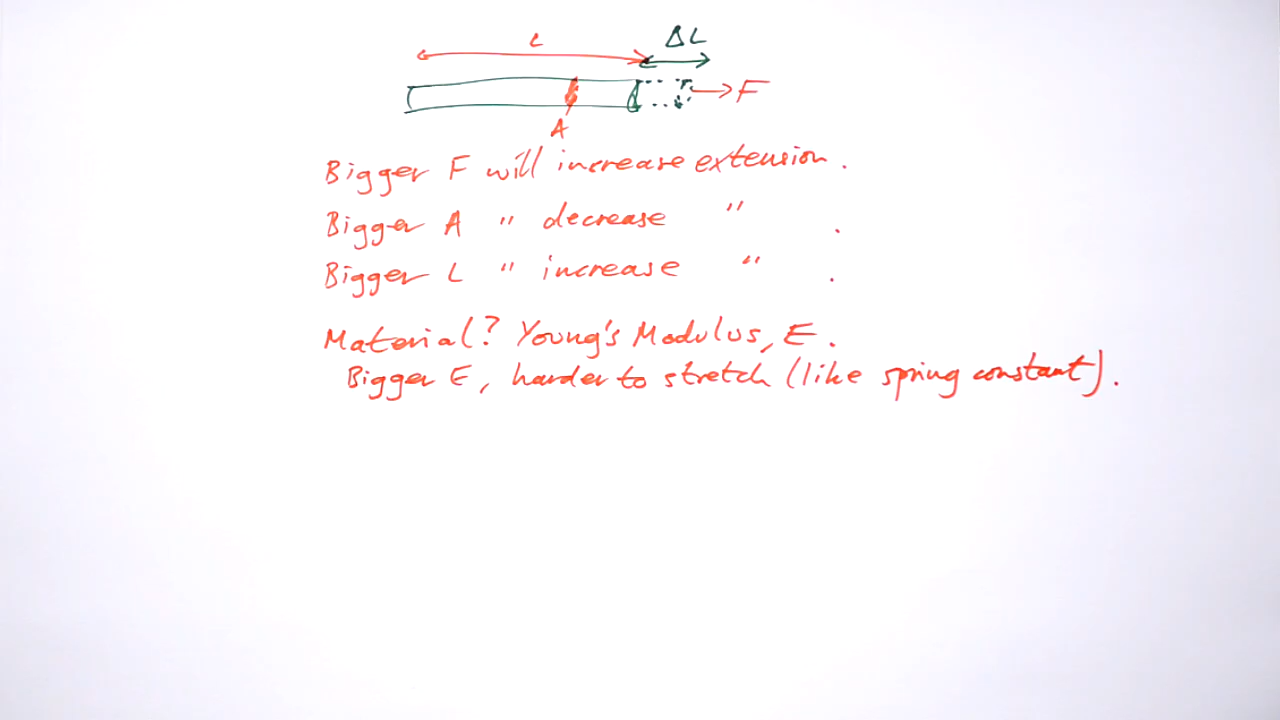 L ΔL
F
A
Bigger F will increase extension.
Bigger A " decrease " .
Bigger L " increase " .
Material? Young's Modulus, E.
Bigger E, harder to stretch (like spring constant).